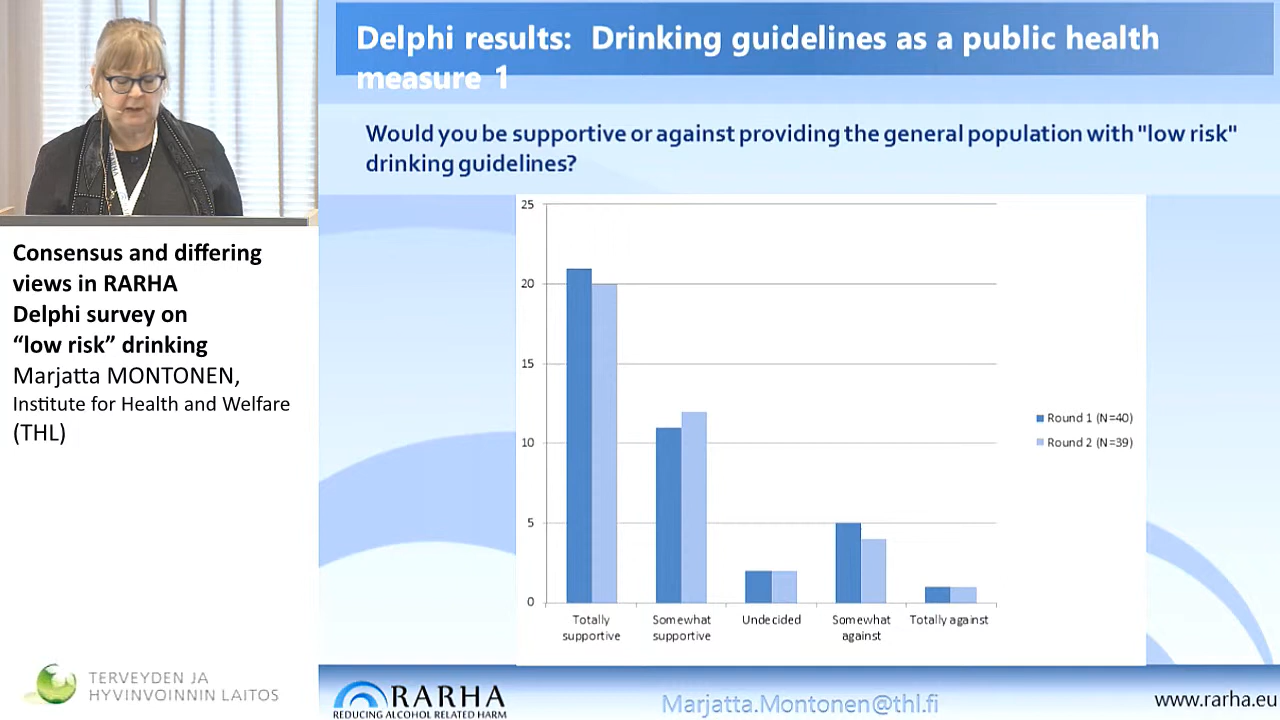 Delphi results: Drinking guidelines as a public health
measure 1
Would you be supportive or against providing the general population with "low risk"
drinking guidelines?
RARHA
Consensus and differing
views in RARHA
Delphi survey on
“low risk” drinking
Marjatta MONTONEN,
Institute for Health and Welfare
(THL)
25
20
15
10
5
0
Totally
supportive
Somewhat
supportive
Undecided
Somewhat
against
Totally against
Round 1 (N=40)
Round 2 (N=39)
TERVEYDEN JA
HYVINVOINNIN LAITOS
RARHA
REDUCING ALCOHOL RELATED HARM
Marjatta.Montonen@thl.fi
www.rarha.eu